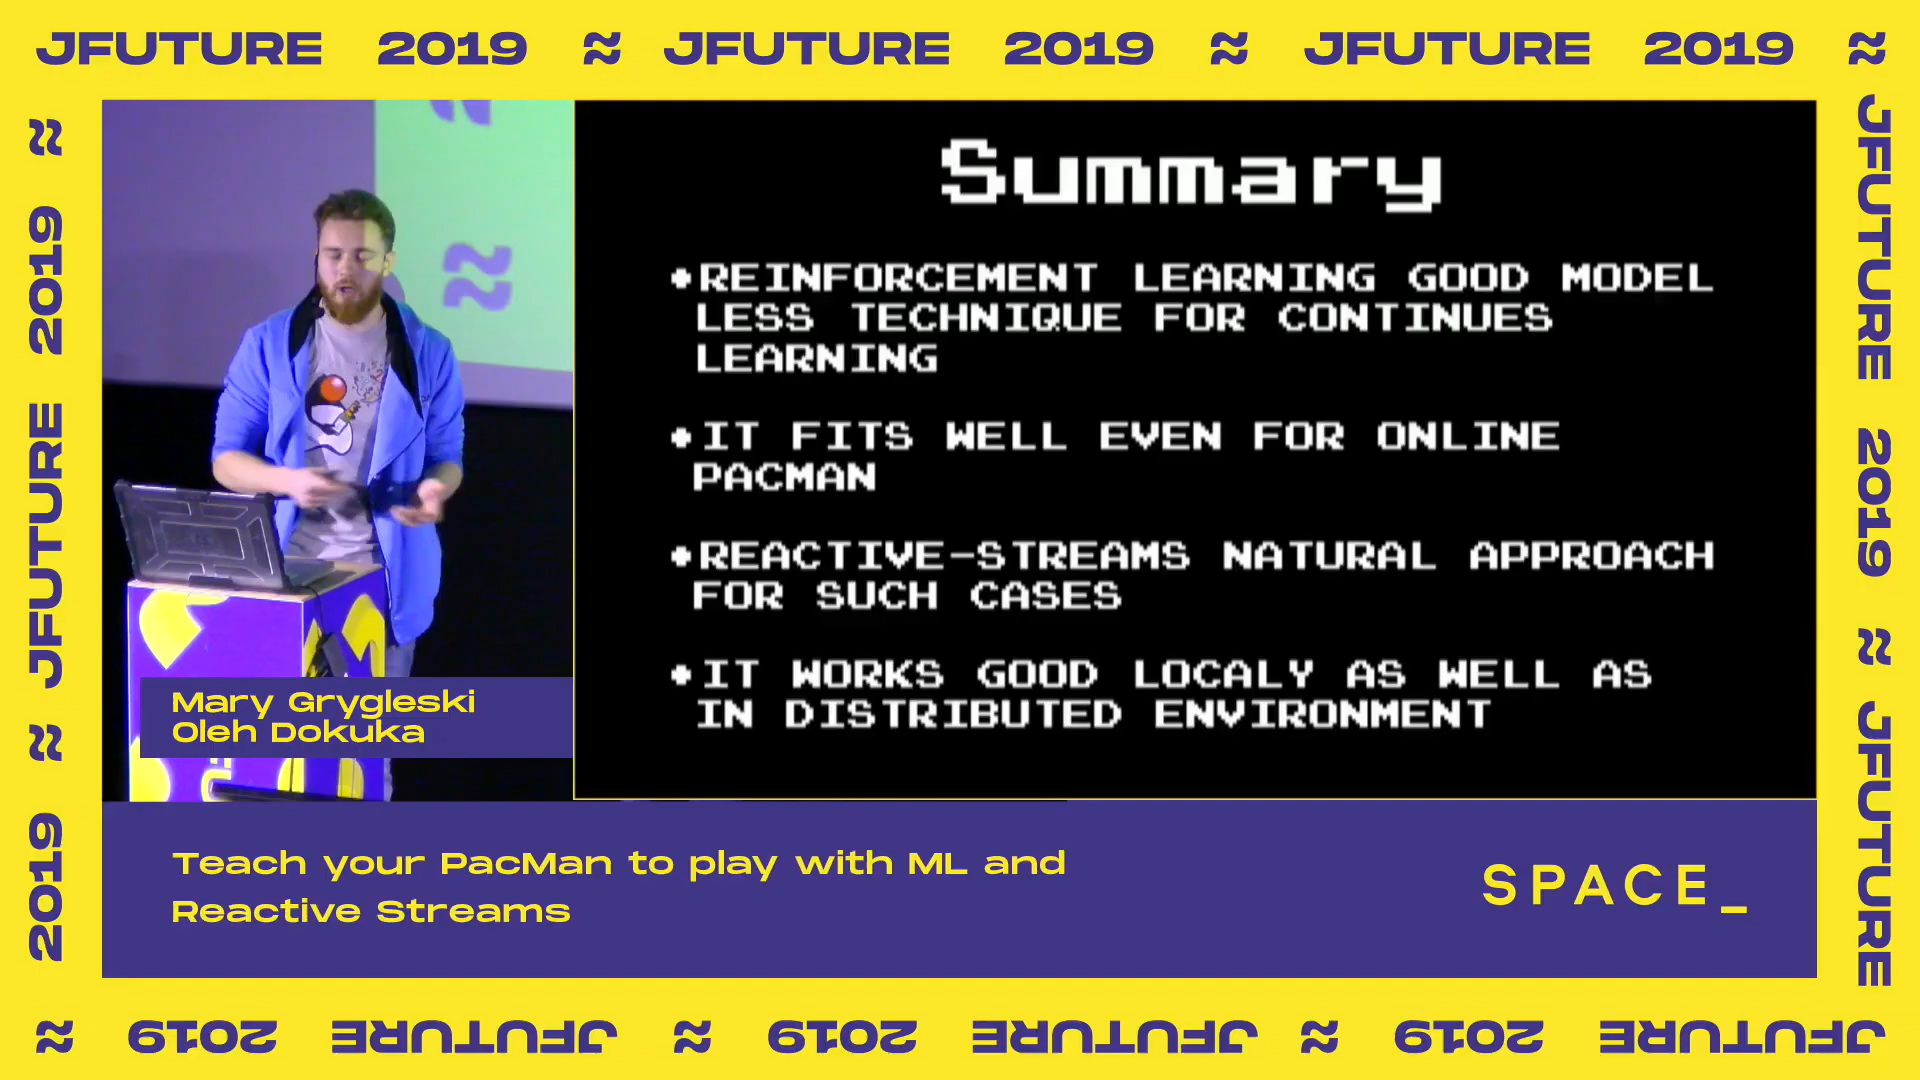 JFUTURE 2019 ≈ JFUTURE 2019 ≈ JFUTURE 2019 ≈
JFUTURE 2019 ≈ JFUTURE
2019 ≈ JFUTURE 2019 ≈
Summary
•REINFORCEMENT LEARNING GOOD MODEL
LESS TECHNIQUE FOR CONTINUES
LEARNING
•IT FITS WELL EVEN FOR ONLINE
PACMAN
•REACTIVE-STREAMS NATURAL APPROACH
FOR SUCH CASES
•IT WORKS GOOD LOCALY AS WELL AS
IN DISTRIBUTED ENVIRONMENT
Mary Grygleski
Oleh Dokuka
Teach your PacMan to play with ML and
Reactive Streams
SPACE_
JFUTURE 2019 ≈ JFUTURE 2019 ≈ JFUTURE 2019 ≈